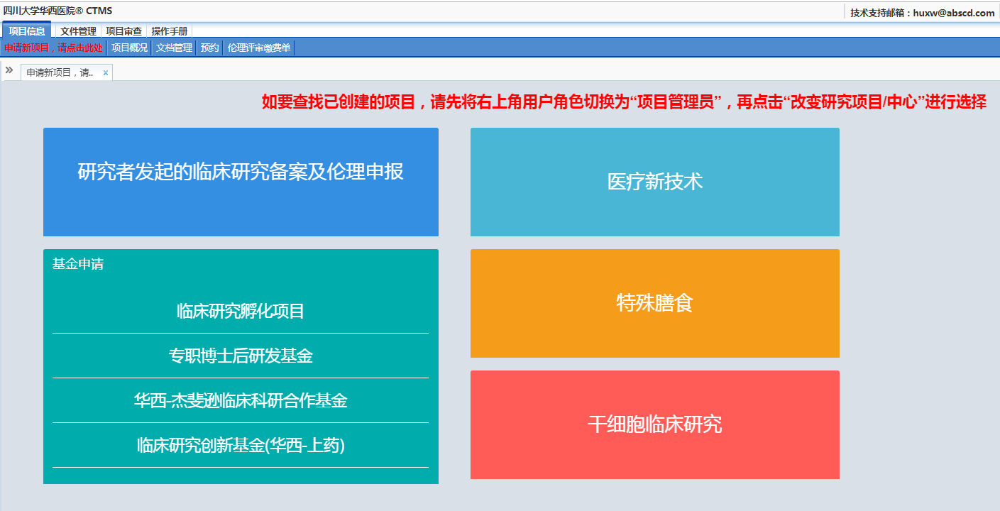 四川大学华西医院® CTMS
技术支持邮箱：huxw@abscd.com
项目信息 文件管理 项目审查 操作手册
申请新项目，请点击此处 项目概况 文档管理 预约 伦理评审缴费单
» 申请新项目，请.. x
如要查找已创建的项目，请先将右上角用户角色切换为“项目管理员”，再点击“改变研究项目/中心”进行选择
研究者发起的临床研究备案及伦理申报
医疗新技术
基金申请
临床研究孵化项目
专职博士后研发基金
华西-杰斐逊临床科研合作基金
临床研究创新基金(华西-上药)
特殊膳食
干细胞临床研究